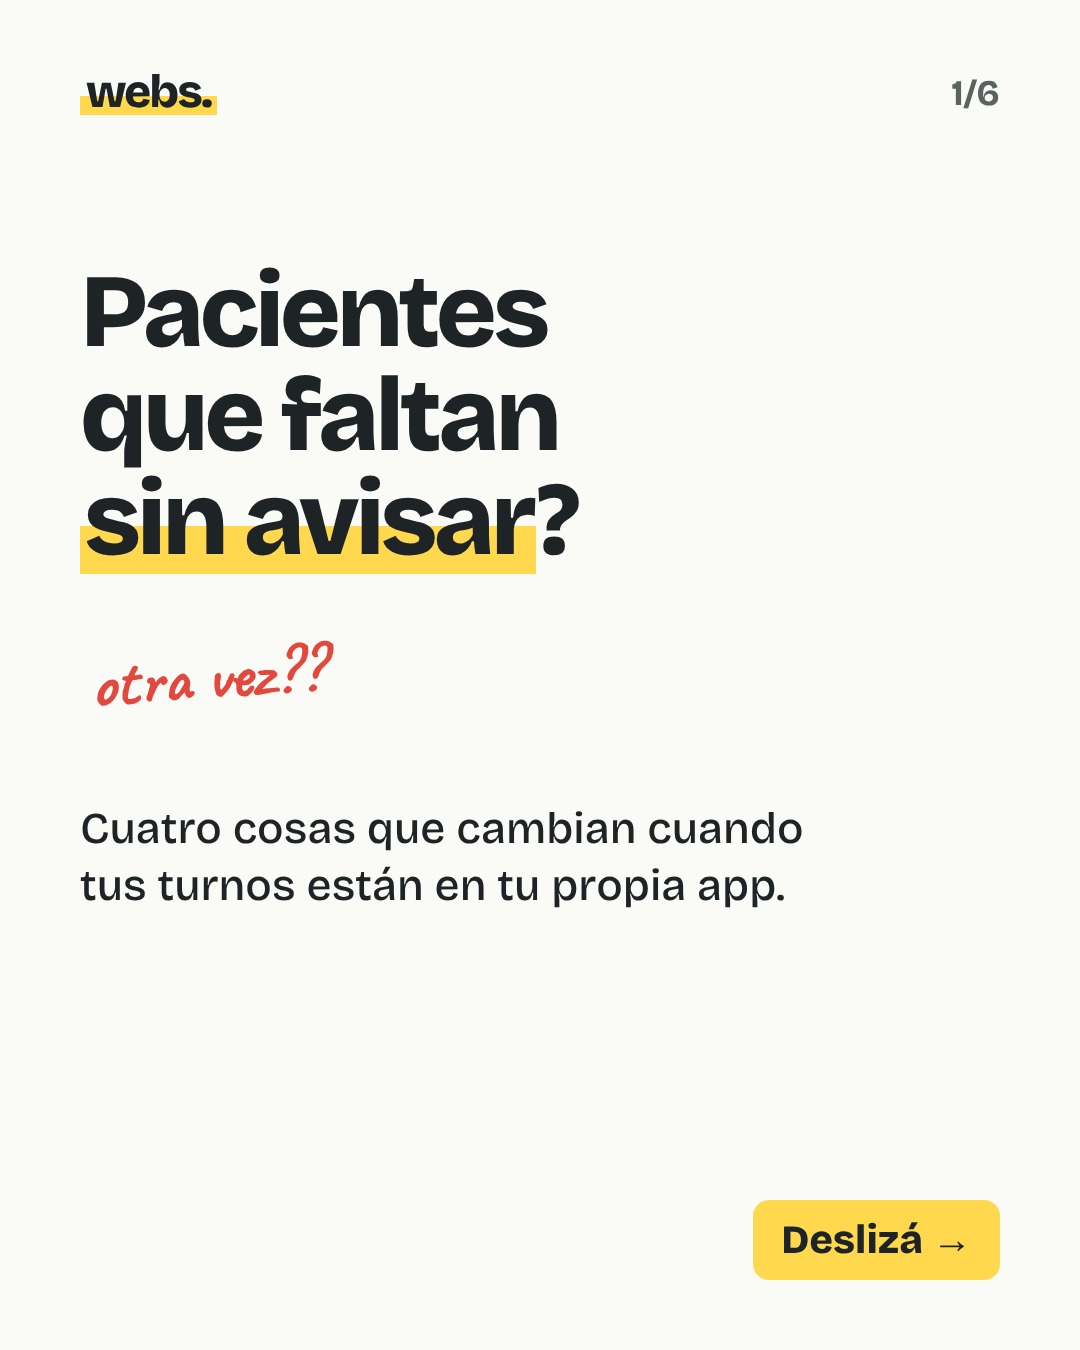 webs.
1/6
Pacientes
que faltan
sin avisar?
otra vez??
Cuatro cosas que cambian cuando
tus turnos están en tu propia app.
Deslizá →